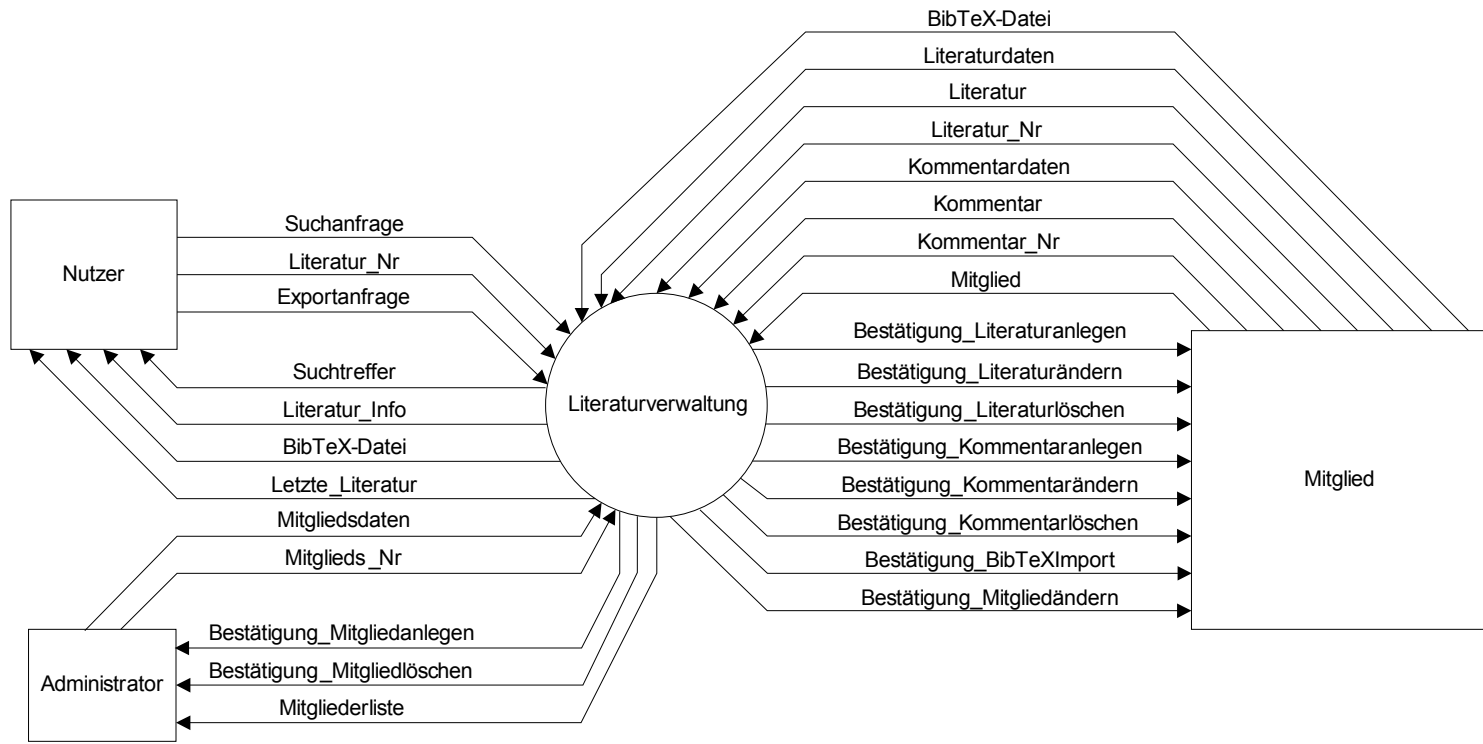 BibTeX-Datei
Literaturdaten
Literatur
Literatur_Nr
Kommentardaten
Kommentar
Kommentar_Nr
Mitglied
Nutzer
Suchanfrage
Literatur_Nr
Exportanfrage
Suchtreffer
Literatur_Info
BibTeX-Datei
Letzte_Literatur
Literaturverwaltung
Bestätigung_Literaturanlegen
Bestätigung_Literaturändern
Bestätigung_Literaturlöschen
Bestätigung_Kommentaranlegen
Bestätigung_Kommentarändern
Bestätigung_Kommentarlöschen
Bestätigung_BibTeXImport
Bestätigung_Mitgliedändern
Mitglied
Mitgliedsdaten
Mitglieds_Nr
Administrator
Bestätigung_Mitgliedanlegen
Bestätigung_Mitgliedlöschen
Mitgliederliste